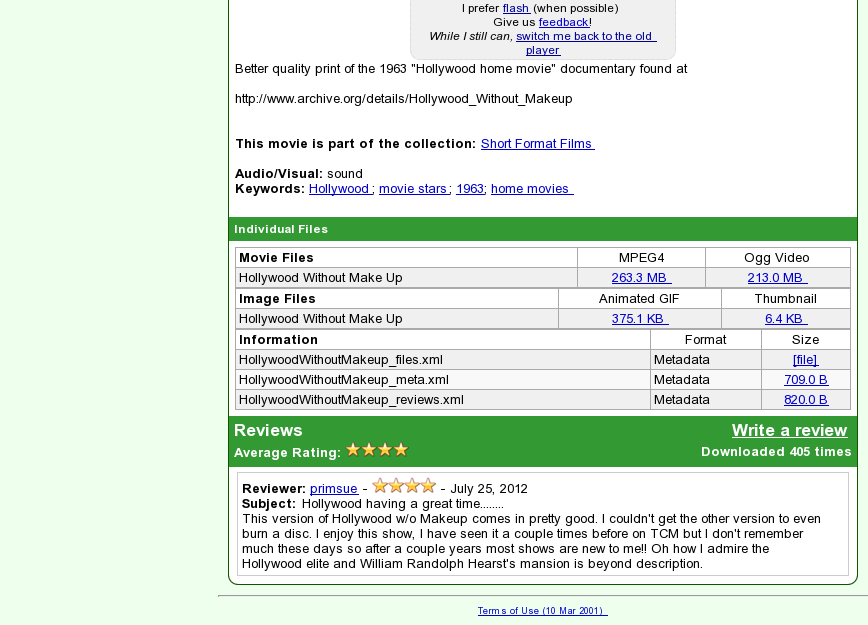 I prefer flash (when possible)
Give us feedback!
While I still can, switch me back to the old
player
Better quality print of the 1963 "Hollywood home movie" documentary found at
http://www.archive.org/details/Hollywood_Without_Makeup
This movie is part of the collection: Short Format Films
Audio/Visual: sound
Keywords: Hollywood; movie stars; 1963; home movies
Individual Files
Movie Files MPEG4 Ogg Video
Hollywood Without Make Up 263.3 MB 213.0 MB
Image Files Animated GIF Thumbnail
Hollywood Without Make Up 375.1 KB 6.4 KB
Information Format Size
HollywoodWithoutMakeup_files.xml Metadata [file]
HollywoodWithoutMakeup_meta.xml Metadata 709.0 B
HollywoodWithoutMakeup_reviews.xml Metadata 820.0 B
Reviews Write a review
Average Rating: Downloaded 405 times
Reviewer: primsue - - July 25, 2012
Subject: Hollywood having a great time........
This version of Hollywood w/o Makeup comes in pretty good. I couldn't get the other version to even
burn a disc. I enjoy this show, I have seen it a couple times before on TCM but I don't remember
much these days so after a couple years most shows are new to me!! Oh how I admire the
Hollywood elite and William Randolph Hearst's mansion is beyond description.
Terms of Use (10 Mar 2001)